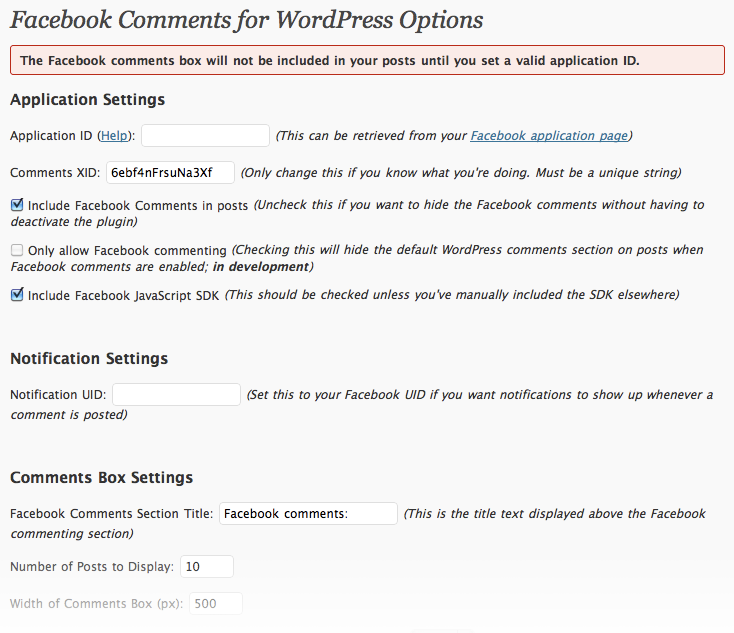 Facebook Comments for WordPress Options
The Facebook comments box will not be included in your posts until you set a valid application ID.
Application Settings
Application ID (Help): (This can be retrieved from your Facebook application page)
Comments XID: 6ebf4nFrsuNa3Xf (Only change this if you know what you're doing. Must be a unique string)
Include Facebook Comments in posts (Uncheck this if you want to hide the Facebook comments without having to
deactivate the plugin)
Only allow Facebook commenting (Checking this will hide the default WordPress comments section on posts when
Facebook comments are enabled; in development)
Include Facebook JavaScript SDK (This should be checked unless you've manually included the SDK elsewhere)
Notification Settings
Notification UID: (Set this to your Facebook UID if you want notifications to show up whenever a
comment is posted)
Comments Box Settings
Facebook Comments Section Title: Facebook comments: (This is the title text displayed above the Facebook
commenting section)
Number of Posts to Display: 10
Width of Comments Box (px): 500